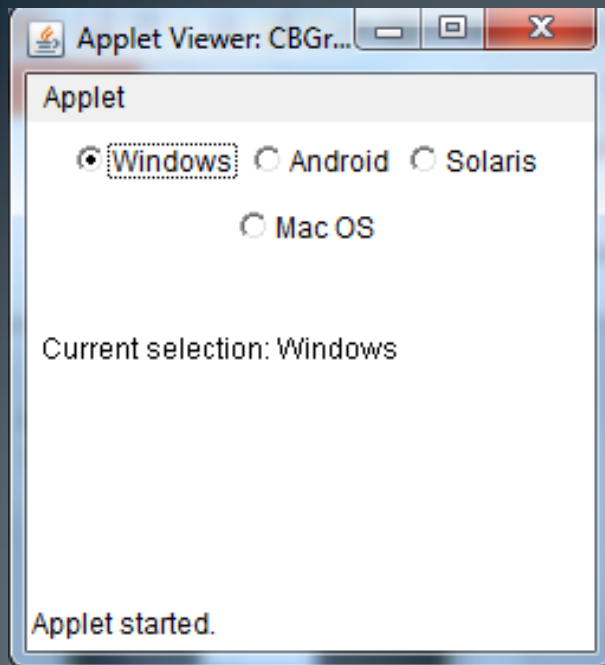 Applet Viewer: CBGr...
Applet
Windows Android Solaris
Mac OS
Current selection: Windows
Applet started.